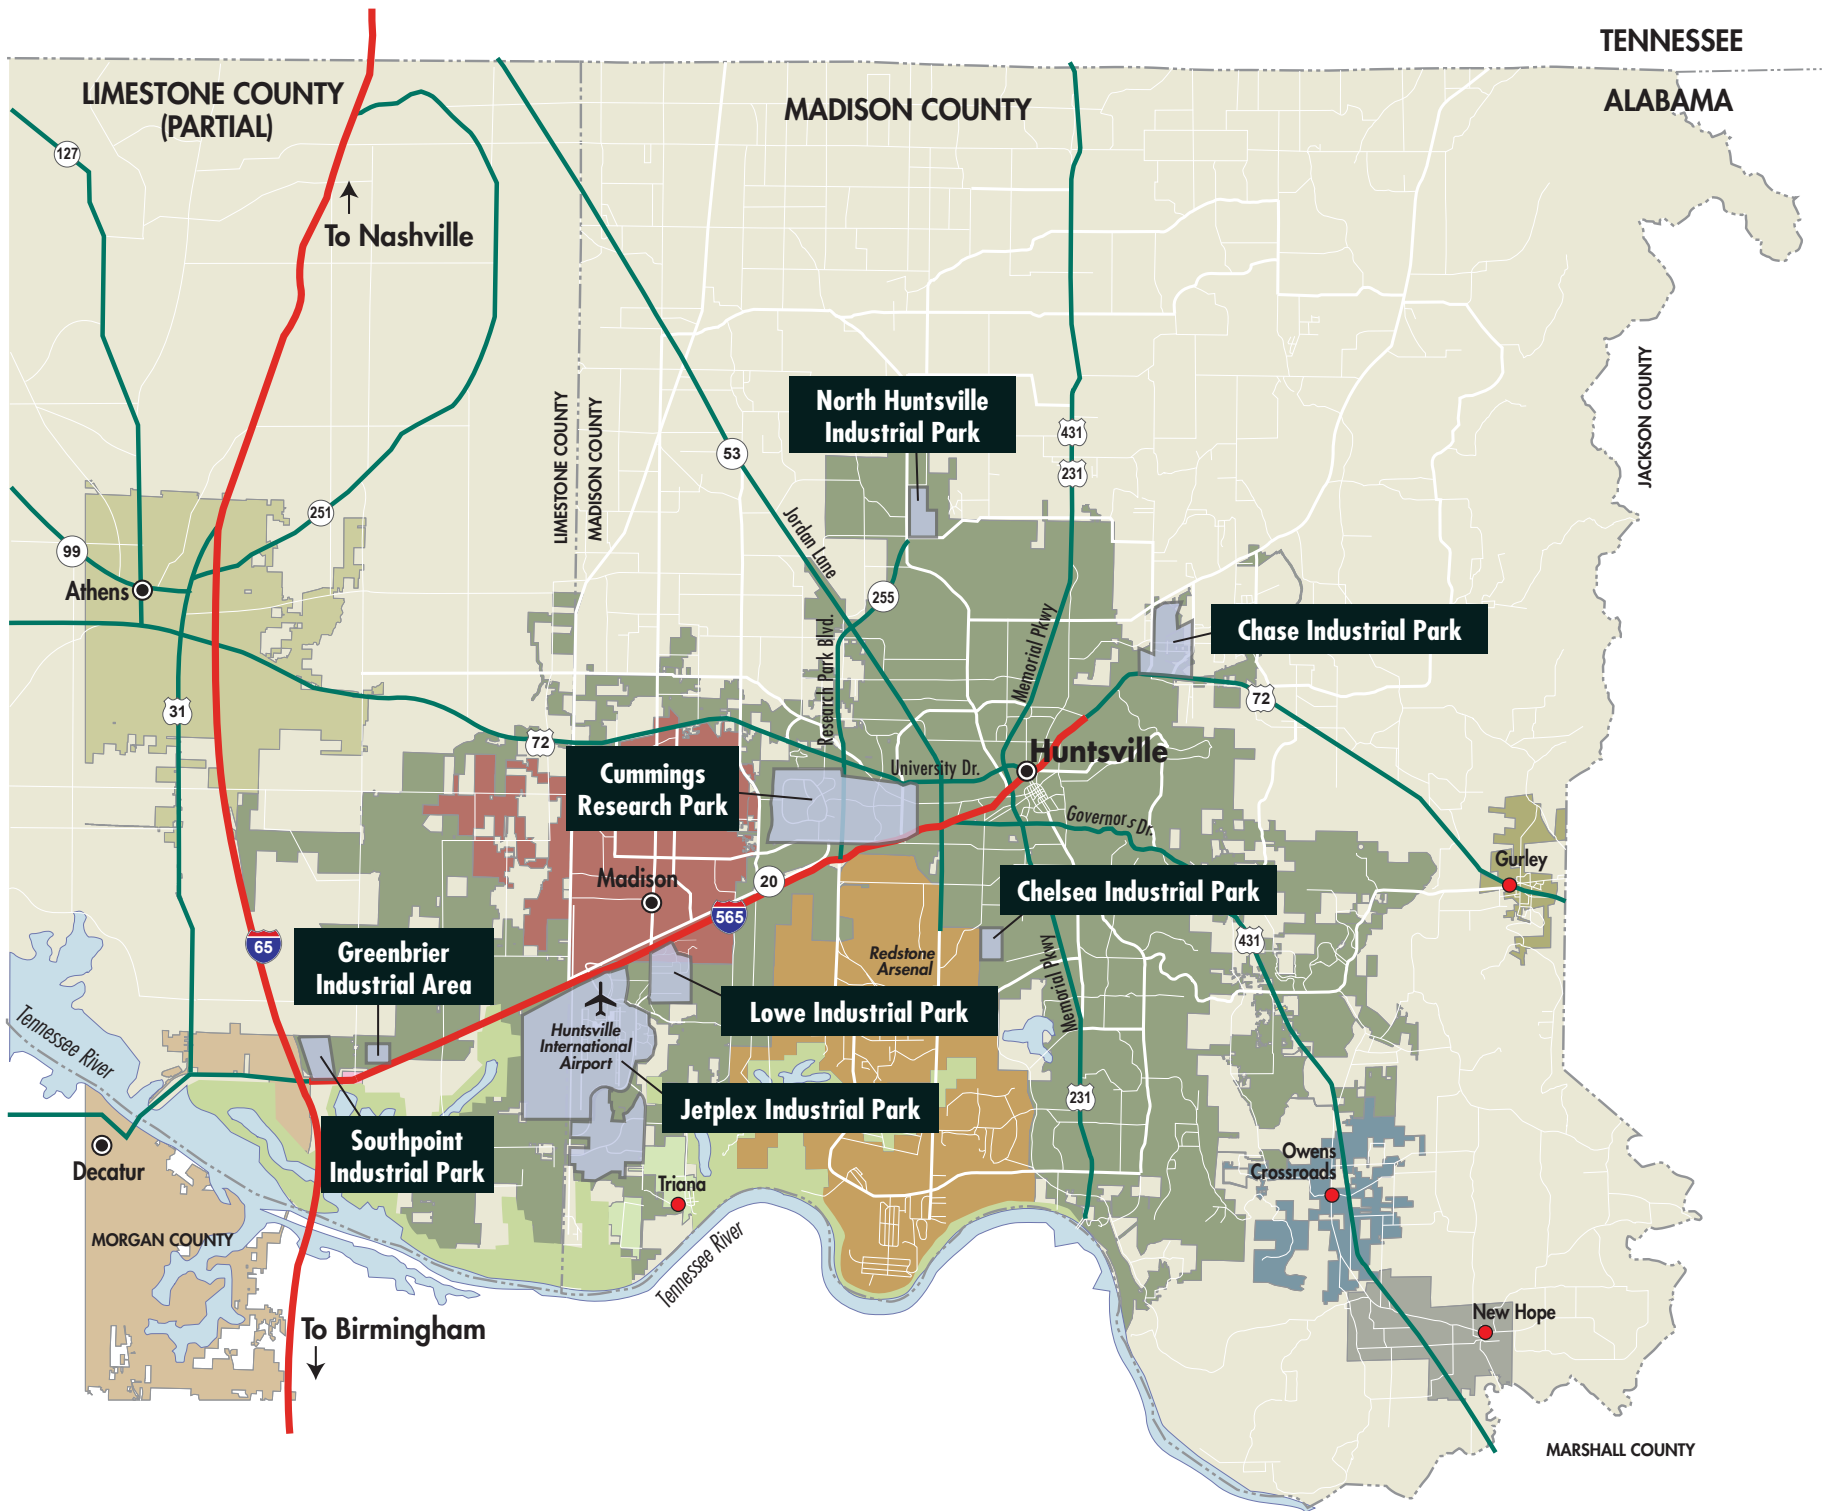 TENNESSEE
ALABAMA
LIMESTONE COUNTY
(PARTIAL)
MADISON COUNTY
127
To Nashville
JACKSON COUNTY
LIMESTONE COUNTY
MADISON COUNTY
North Huntsville
Industrial Park
431
53
231
251
Jordan Lane
99
Athens
255
Research Park Blvd.
Memorial Pkwy
Chase Industrial Park
31
72
72
Huntsville
University Dr.
Cummings
Research Park
Governor s Dr.
Madison
20
565
Chelsea Industrial Park
Gurley
65
Greenbrier
Industrial Area
Redstone
Arsenal
431
Memorial Pkwy
Lowe Industrial Park
Tennessee River
Huntsville
International
Airport
Jetplex Industrial Park
231
Southpoint
Industrial Park
Decatur
Owens
Crossroads
Triana
MORGAN COUNTY
Tennessee River
New Hope
To Birmingham
MARSHALL COUNTY